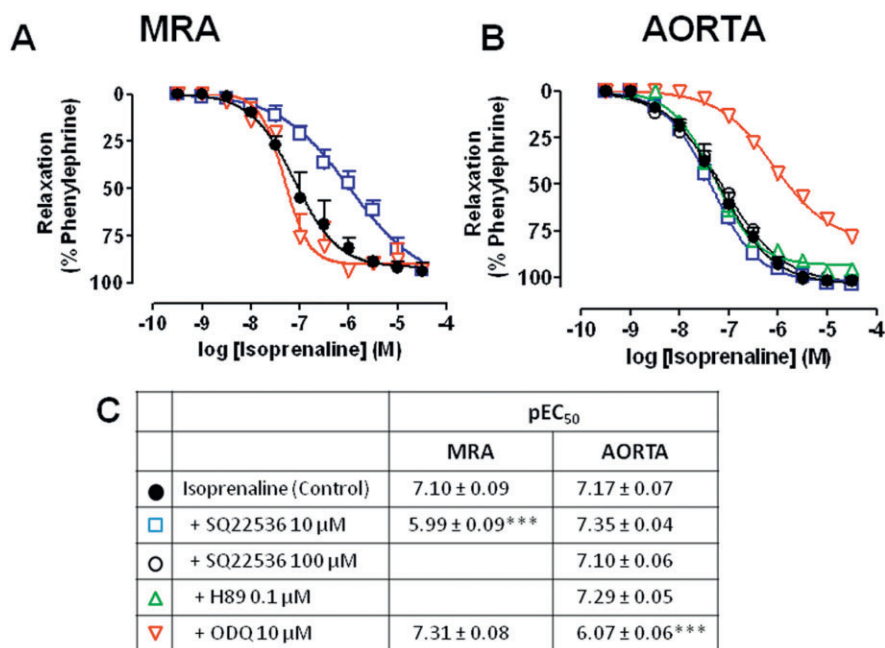 A MRA
B AORTA
0
25
50
75
100
Relaxation
(% Phenylephrine)
-10 -9 -8 -7 -6 -5 -4
log [Isoprenaline] (M)
0
25
50
75
100
Relaxation
(% Phenylephrine)
-10 -9 -8 -7 -6 -5 -4
log [Isoprenaline] (M)
C
pEC50
MRA AORTA
Isoprenaline (Control) 7.10 ± 0.09 7.17 ± 0.07
+ SQ22536 10 µM 5.99 ± 0.09*** 7.35 ± 0.04
+ SQ22536 100 µM 7.10 ± 0.06
+ H89 0.1 µM 7.29 ± 0.05
+ ODQ 10 µM 7.31 ± 0.08 6.07 ± 0.06***